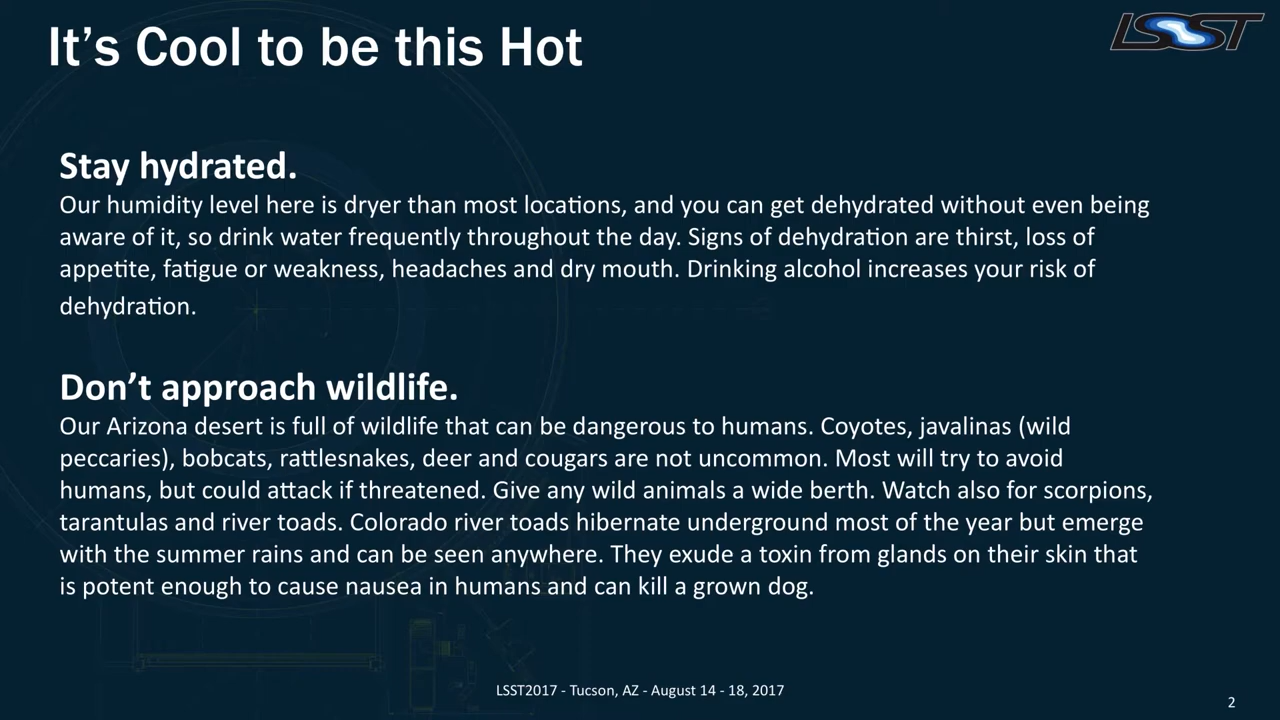 It's Cool to be this Hot
LSST
Stay hydrated.
Our humidity level here is dryer than most locations, and you can get dehydrated without even being
aware of it, so drink water frequently throughout the day. Signs of dehydration are thirst, loss of
appetite, fatigue or weakness, headaches and dry mouth. Drinking alcohol increases your risk of
dehydration.
Don't approach wildlife.
Our Arizona desert is full of wildlife that can be dangerous to humans. Coyotes, javalinas (wild
peccaries), bobcats, rattlesnakes, deer and cougars are not uncommon. Most will try to avoid
humans, but could attack if threatened. Give any wild animals a wide berth. Watch also for scorpions,
tarantulas and river toads. Colorado river toads hibernate underground most of the year but emerge
with the summer rains and can be seen anywhere. They exude a toxin from glands on their skin that
is potent enough to cause nausea in humans and can kill a grown dog.
LSST2017 - Tucson, AZ - August 14 - 18, 2017
2